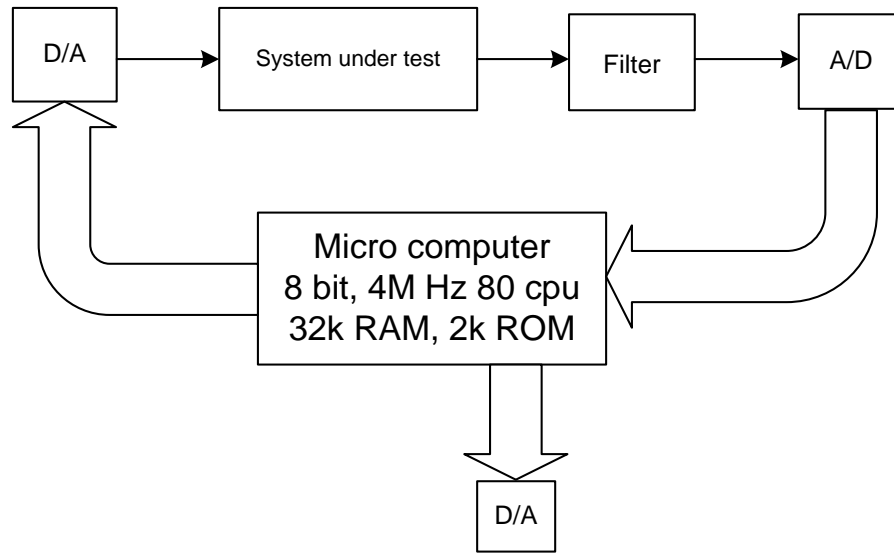 D/A
System under test
Filter
A/D
Micro computer
8 bit, 4M Hz 80 cpu
32k RAM, 2k ROM
D/A